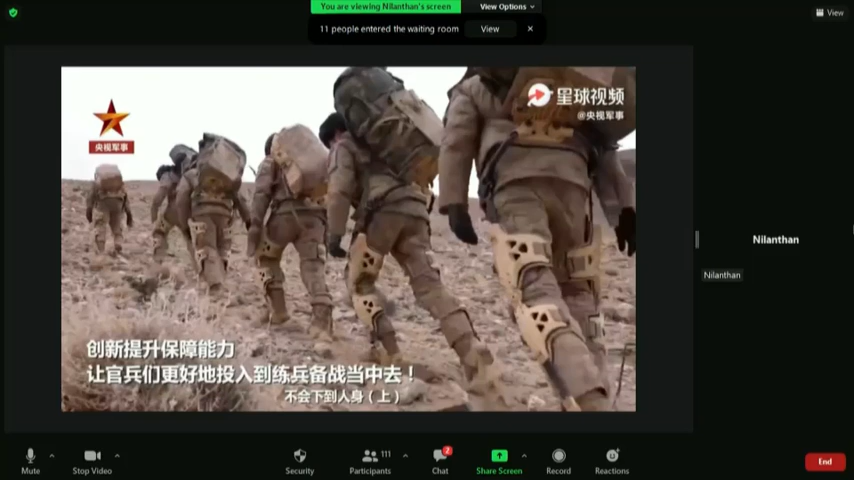 You are viewing Nilanthan's screen
View Options
View
11 people entered the waiting room
View
央视军事
星球视频
@央视军事
Nilanthan
Nilanthan
创新提升保障能力
让官兵们更好地投入到练兵备战当中去！
不会下到人身（上）
Mute
Stop Video
Security
Participants
111
Chat
2
Share Screen
Record
Reactions
End